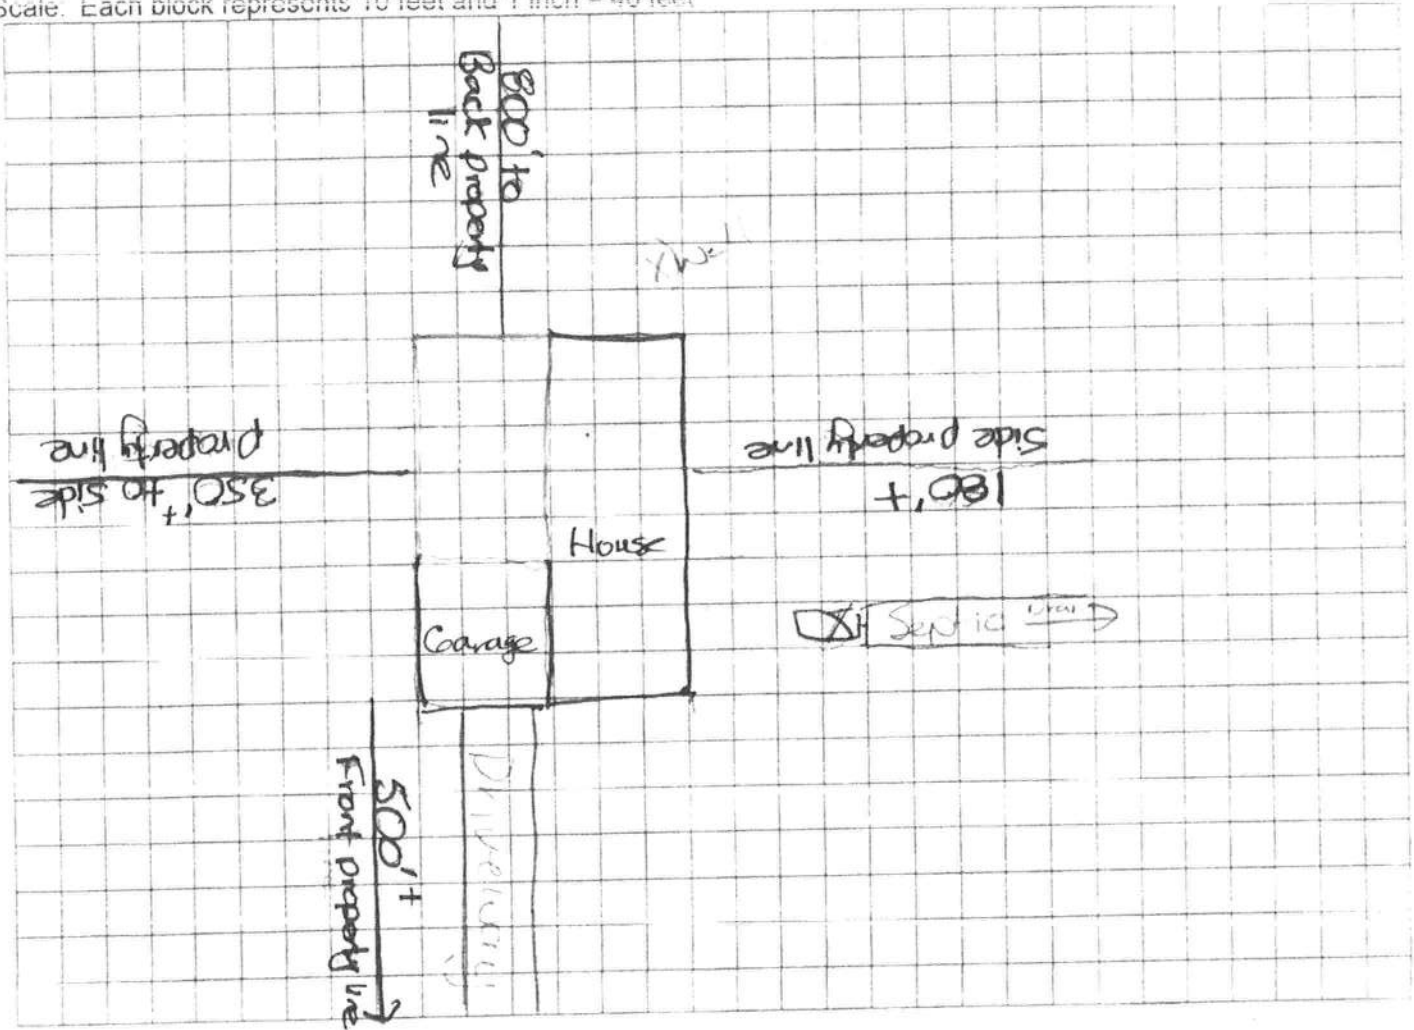 Scale: Each block represents 10 feet and 1 inch = 40 feet
800' to
Back property
line
350'+ to side
property line
180'+
Side property line
House
Garage
Septic
Driveway
500'+
Front property line